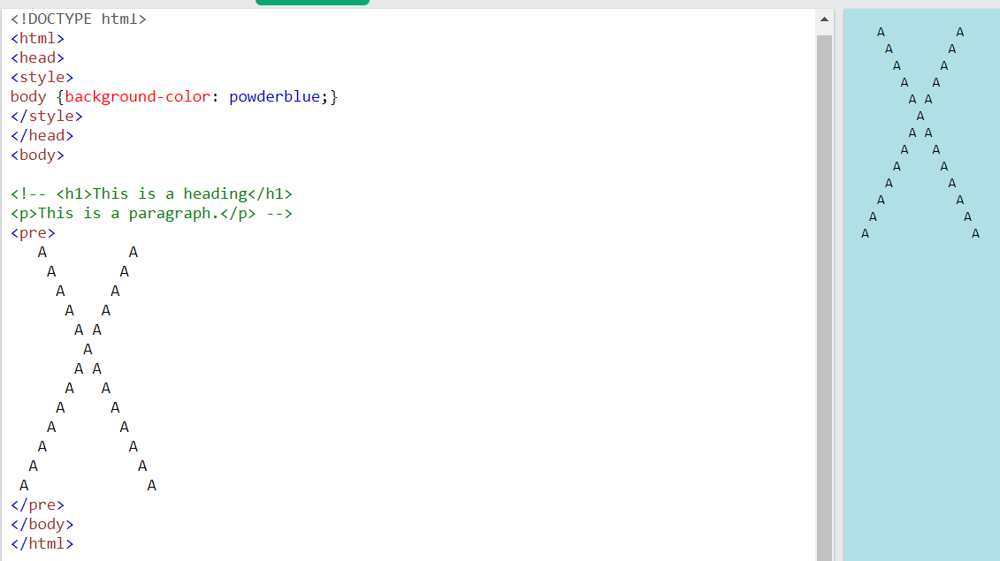 <!DOCTYPE html>
<html>
<head>
<style>
body {background-color: powderblue;}
</style>
</head>
<body>

<!-- <h1>This is a heading</h1>
<p>This is a paragraph.</p> -->
<pre>
   A         A
    A       A
     A     A
      A   A
       A A
        A
       A A
      A   A
     A     A
    A       A
   A         A
  A           A
 A             A
</pre>
</body>
</html>
   A         A
    A       A
     A     A
      A   A
       A A
        A
       A A
      A   A
     A     A
    A       A
   A         A
  A           A
 A             A